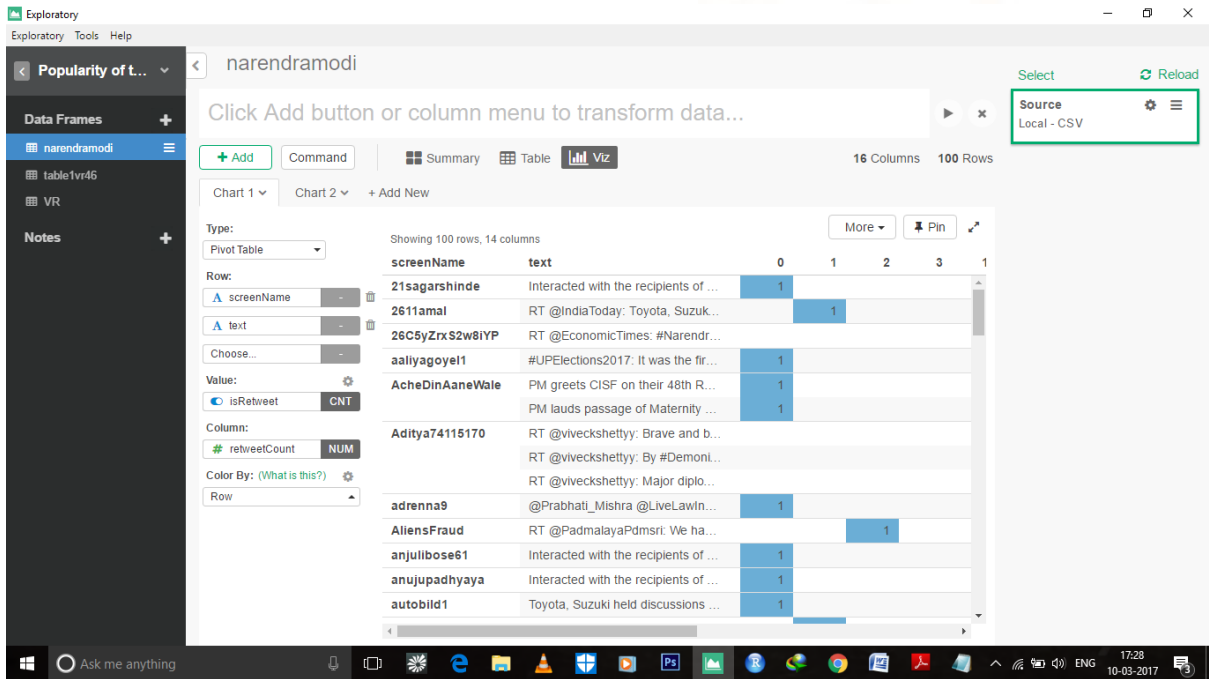 Exploratory
Exploratory Tools Help
Popularity of t...
narendramodi
Select Reload
Data Frames +
Click Add button or column menu to transform data...
Source
Local - CSV
narendramodi
table1vr46
VR
Notes +
+ Add Command Summary Table Viz 16 Columns 100 Rows
Chart 1 Chart 2 + Add New
Type:
Pivot Table
Row:
A screenName -
A text -
Choose... -
Value:
isRetweet CNT
Column:
# retweetCount NUM
Color By: (What is this?)
Row
More Pin
Showing 100 rows, 14 columns
screenName text 0 1 2 3 1
21sagarshinde Interacted with the recipients of ... 1
2611amal RT @IndiaToday: Toyota, Suzuk... 1
26C5yZrxS2w8iYP RT @EconomicTimes: #Narendr...
aaliyagoyel1 #UPElections2017: It was the fir... 1
AcheDinAaneWale PM greets CISF on their 48th R... 1
PM lauds passage of Maternity ... 1
Aditya74115170 RT @viveckshettyy: Brave and b...
RT @viveckshettyy: By #Demoni...
RT @viveckshettyy: Major diplo...
adrenna9 @Prabhati_Mishra @LiveLawIn... 1
AliensFraud RT @PadmalayaPdmsri: We ha... 1
anjulibose61 Interacted with the recipients of ... 1
anujupadhyaya Interacted with the recipients of ... 1
autobild1 Toyota, Suzuki held discussions ... 1
Ask me anything
Ps
R
ENG
17:28
10-03-2017
3